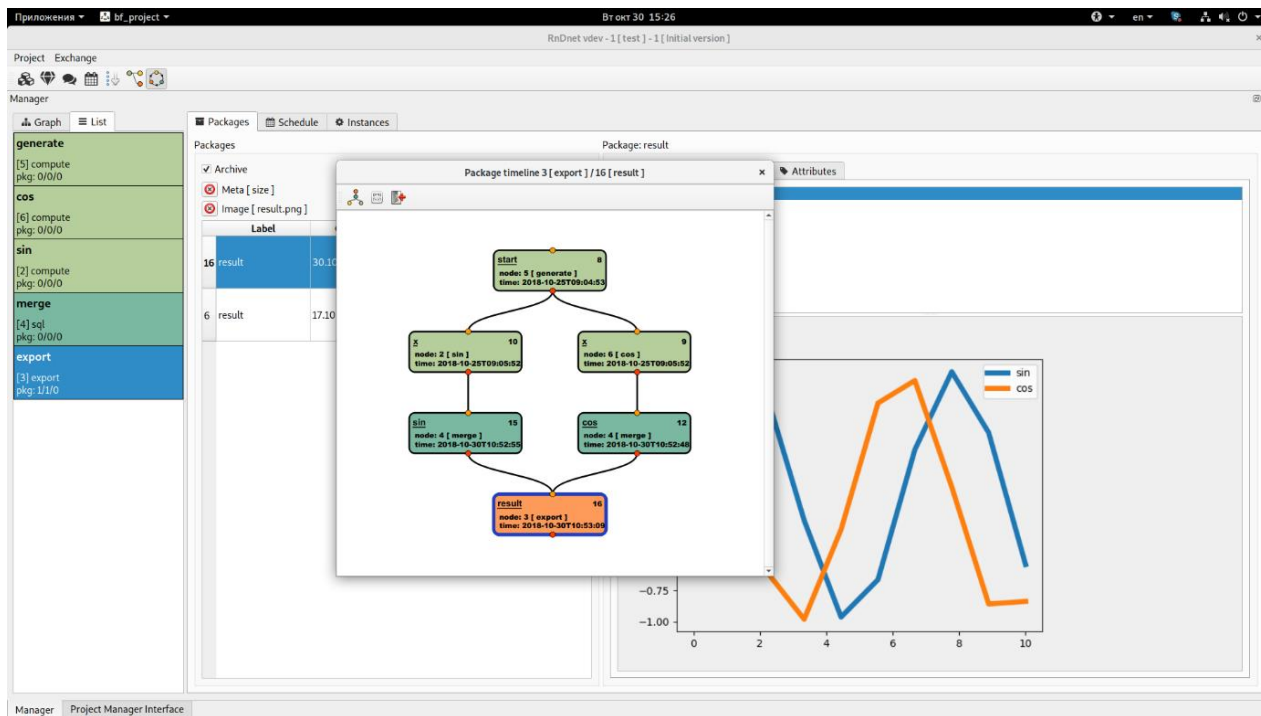 Приложения bf_project Вт окт 30 15:26 en
RnDnet vdev - 1 [ test ] - 1 [ Initial version ]
Project Exchange
Manager
Graph List
generate
[5] compute
pkg: 0/0/0
cos
[6] compute
pkg: 0/0/0
sin
[2] compute
pkg: 0/0/0
merge
[4] sql
pkg: 0/0/0
export
[3] export
pkg: 1/1/0
Packages Schedule Instances
Packages
Archive
Meta [ size ]
Image [ result.png ]
Label
16 result 30.10
6 result 17.10
Package: result
Attributes
Package timeline 3 [ export ] / 16 [ result ]
start 8
node: 5 [ generate ]
time: 2018-10-25T09:04:53
x 10
node: 2 [ sin ]
time: 2018-10-25T09:05:52
x 9
node: 6 [ cos ]
time: 2018-10-25T09:05:52
sin 15
node: 4 [ merge ]
time: 2018-10-30T10:52:55
cos 12
node: 4 [ merge ]
time: 2018-10-30T10:52:48
result 16
node: 3 [ export ]
time: 2018-10-30T10:53:09
sin
cos
−0.75
−1.00
0 2 4 6 8 10
Manager Project Manager Interface